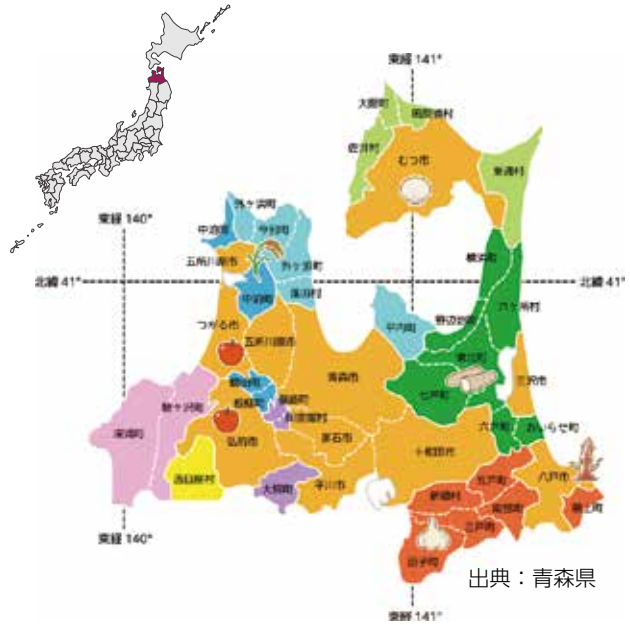 東経 141°
大間町
風間浦村
佐井村
むつ市
東通村
東経 140°
外ヶ浜町
中泊町
今別町
五所川原市
外ヶ浜町
横浜町
北緯 41°
北緯 41°
中泊町
蓬田村
六ヶ所村
つがる市
平内町
野辺地町
五所川原市
東北町
青森市
三沢市
七戸町
鶴田町
板柳町
藤崎町
鰺ヶ沢町
田舎館村
六戸町
おいらせ町
深浦町
弘前市
黒石市
十和田市
西目屋村
五戸町
八戸市
大鰐町
平川市
新郷村
南部町
階上町
三戸町
東経 140°
田子町
出典：青森県
東経 141°